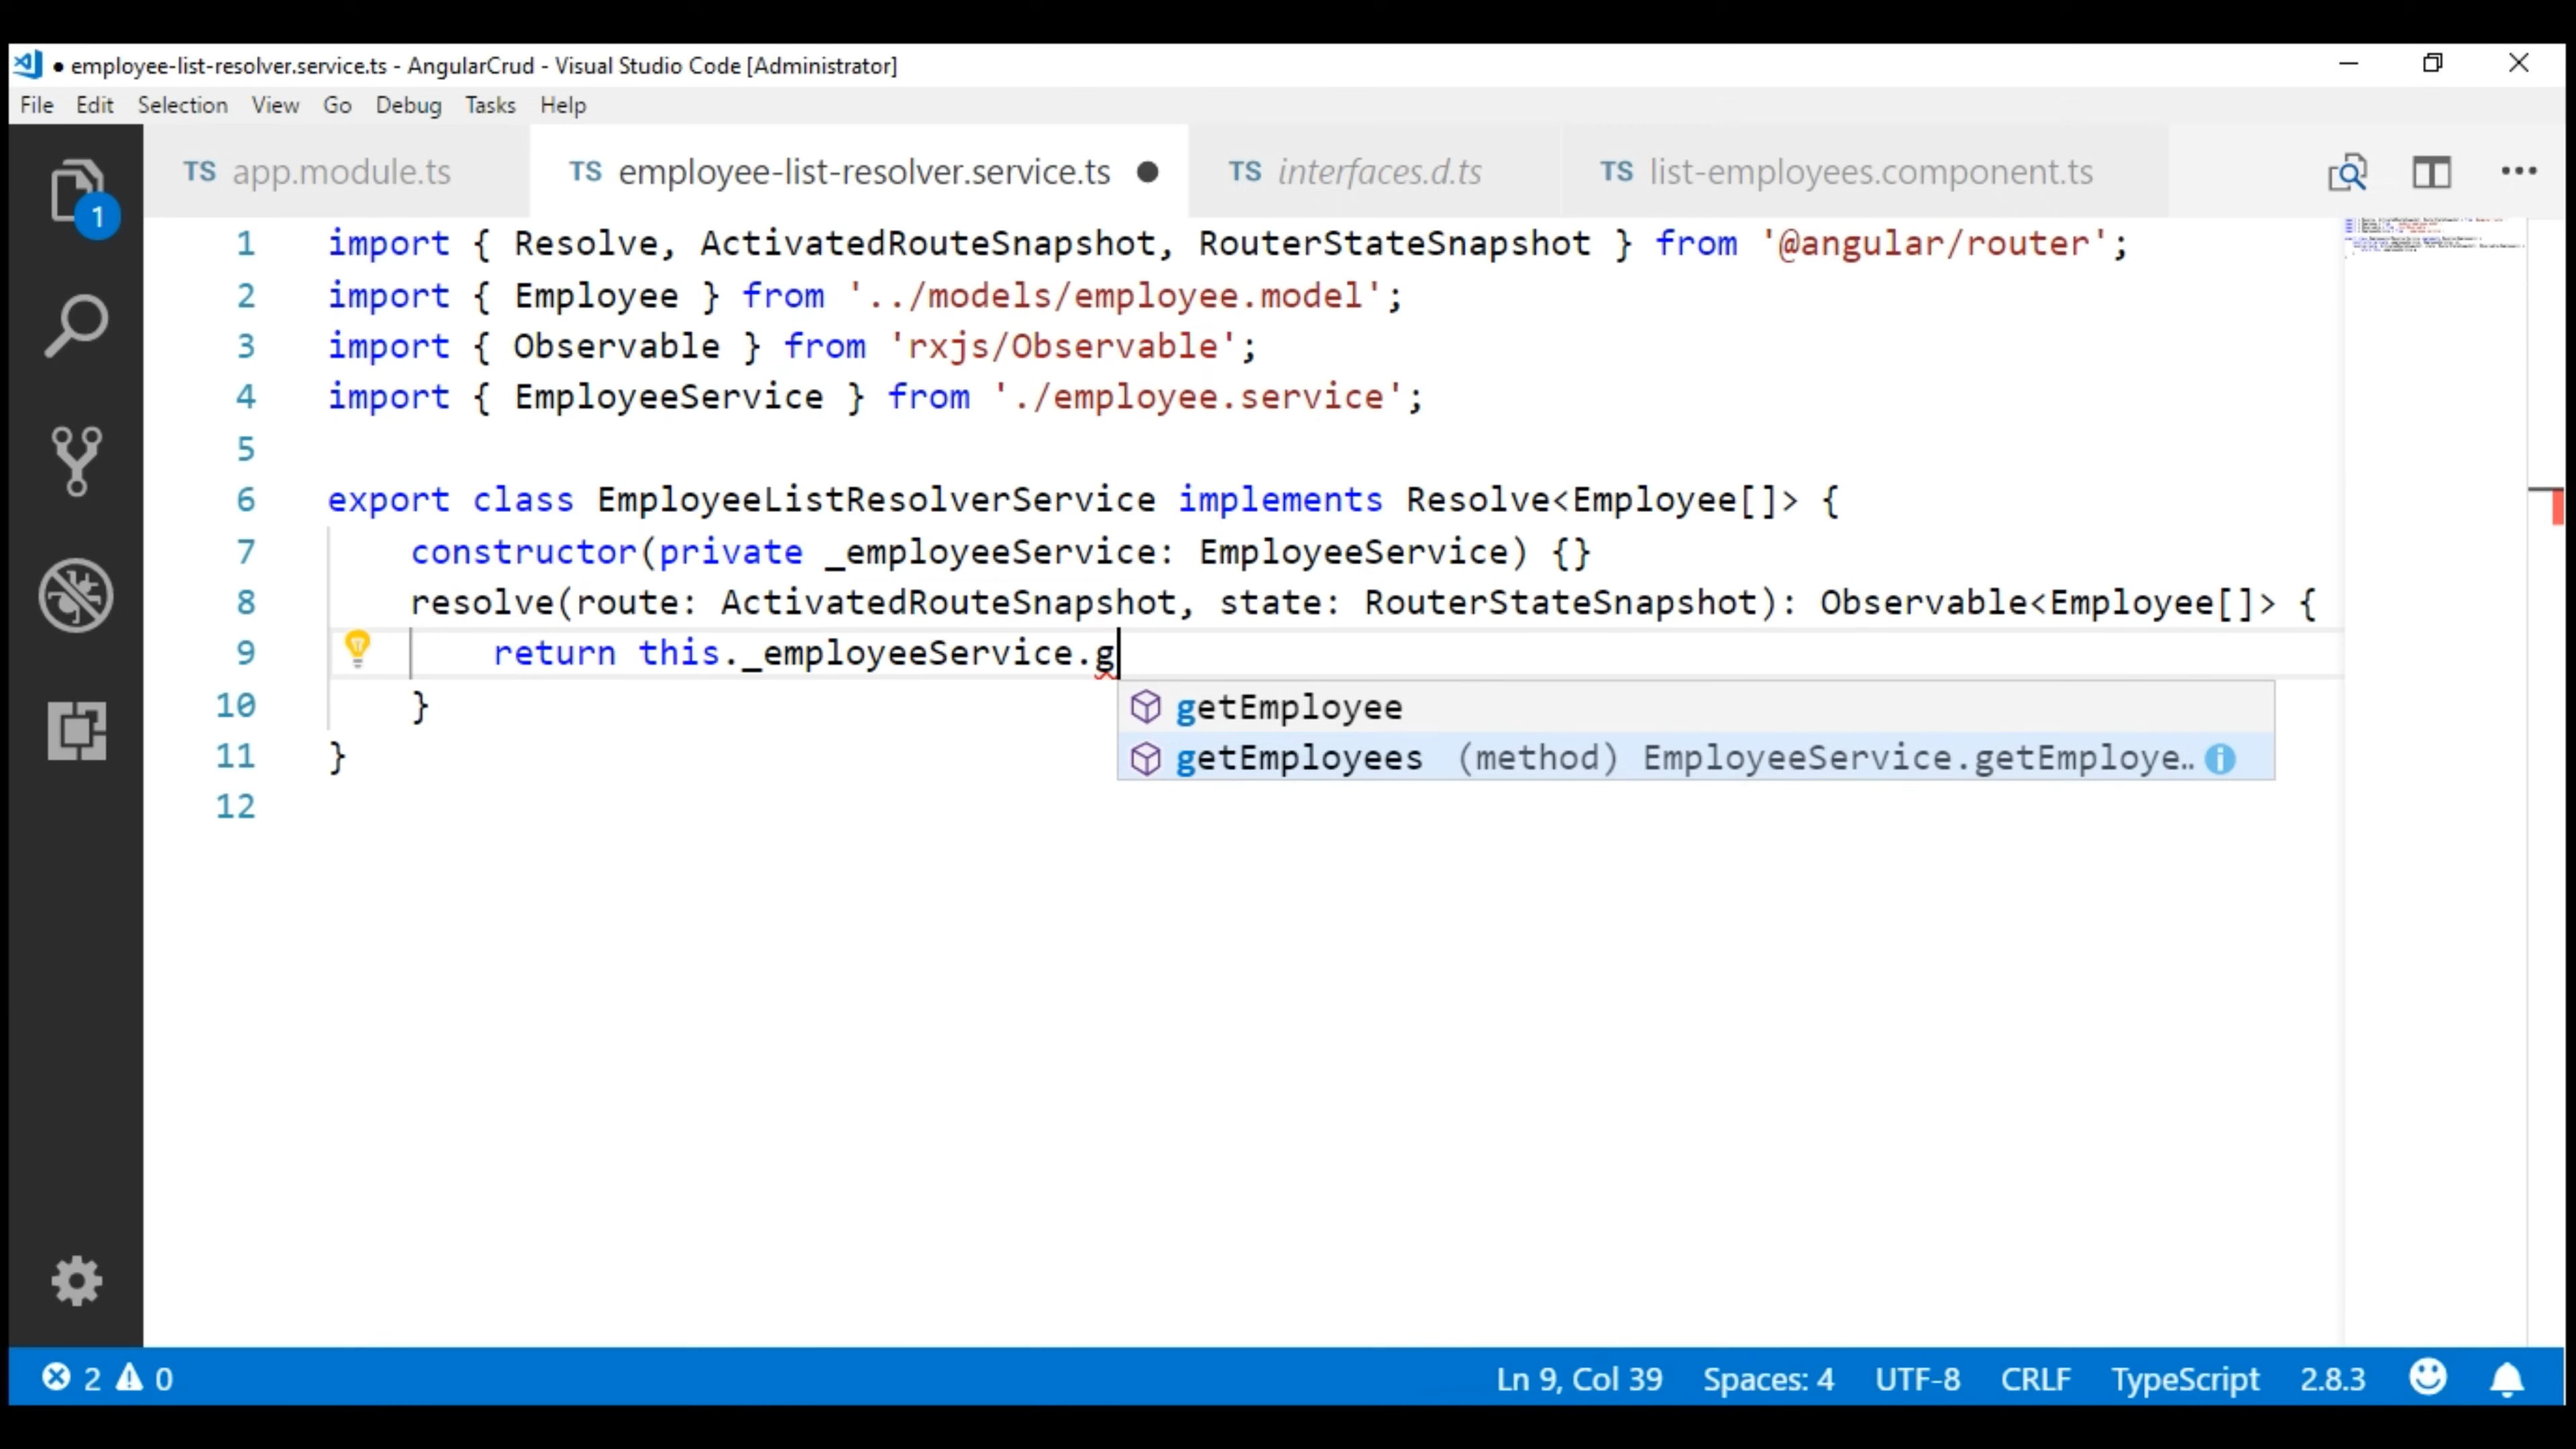 ● employee-list-resolver.service.ts - AngularCrud - Visual Studio Code [Administrator]
File Edit Selection View Go Debug Tasks Help
TS app.module.ts TS employee-list-resolver.service.ts ● TS interfaces.d.ts TS list-employees.component.ts
1
1 import { Resolve, ActivatedRouteSnapshot, RouterStateSnapshot } from '@angular/router';
2 import { Employee } from '../models/employee.model';
3 import { Observable } from 'rxjs/Observable';
4 import { EmployeeService } from './employee.service';
5
6 export class EmployeeListResolverService implements Resolve<Employee[]> {
7 constructor(private _employeeService: EmployeeService) {}
8 resolve(route: ActivatedRouteSnapshot, state: RouterStateSnapshot): Observable<Employee[]> {
9 return this._employeeService.g
10 }
getEmployee
11 }
getEmployees (method) EmployeeService.getEmploye…
12
2 0 Ln 9, Col 39 Spaces: 4 UTF-8 CRLF TypeScript 2.8.3